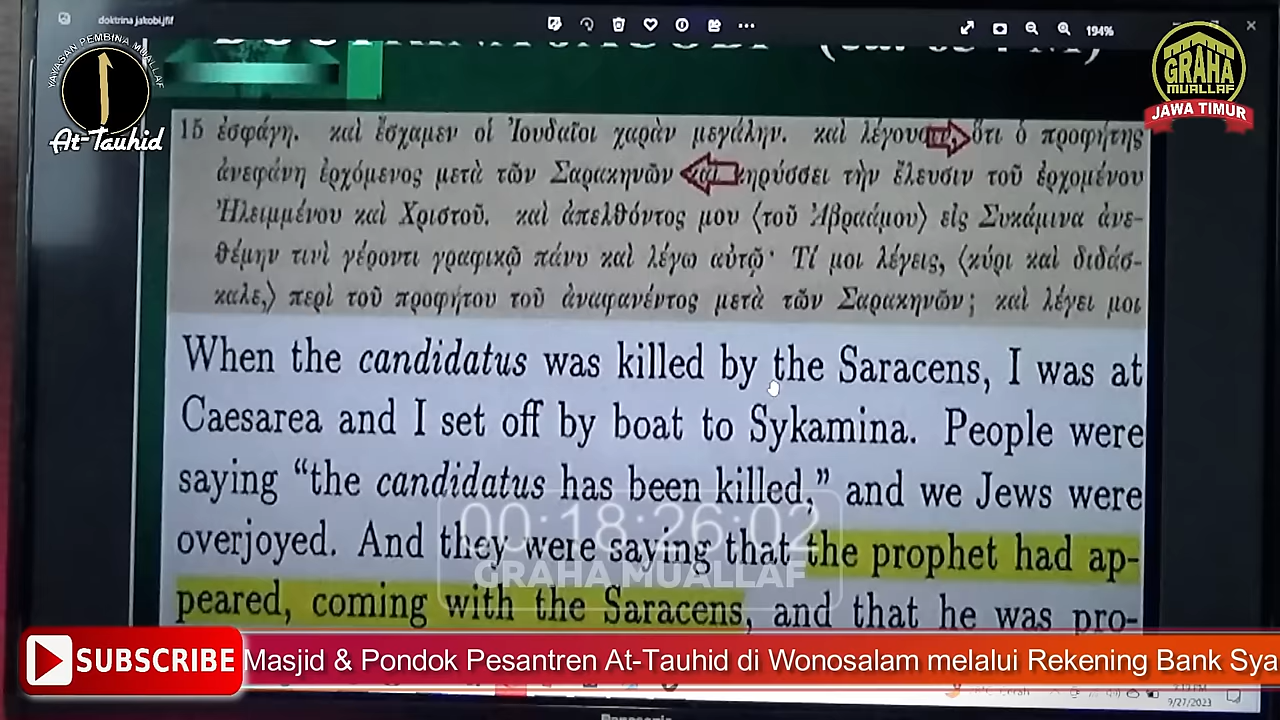 doktrina jakobi.jfif
194%
YAYASAN PEMBINA MUALLAF
At-Tauhid
GRAHA
MUALLAF
JAWA TIMUR
15 ἐσφάγη. καὶ ἔσχαμεν οἱ Ἰουδαῖοι χαρὰν μεγάλην. καὶ ὅτι ὁ προφήτης
ἀνεφάνη ἐρχόμενος μετὰ τῶν Σαρακηνῶν καὶ κηρύσσει τὴν ἔλευσιν τοῦ ἐρχομένου
Ἠλειμμένου καὶ Χριστοῦ. καὶ ἀπελθόντος μου ⟨τοῦ Ἀβραάμου⟩ εἰς Συκάμινα ἀνε-
θέμην τινὶ γέροντι γραφικῷ πάνυ καὶ λέγω αὐτῷ· Τί μοι λέγεις, ⟨κύρι καὶ διδάσ-
καλε,⟩ περὶ τοῦ προφήτου τοῦ ἀναφανέντος μετὰ τῶν Σαρακηνῶν; καὶ λέγει μοι
When the candidatus was killed by the Saracens, I was at
Caesarea and I set off by boat to Sykamina. People were
saying “the candidatus has been killed,” and we Jews were
overjoyed. And they were saying that the prophet had ap-
peared, coming with the Saracens, and that he was pro-
00:18:26:02
GRAHA MUALLAF
SUBSCRIBE
Masjid & Pondok Pesantren At-Tauhid di Wonosalam melalui Rekening Bank Sya
9/27/2023
Panasonic